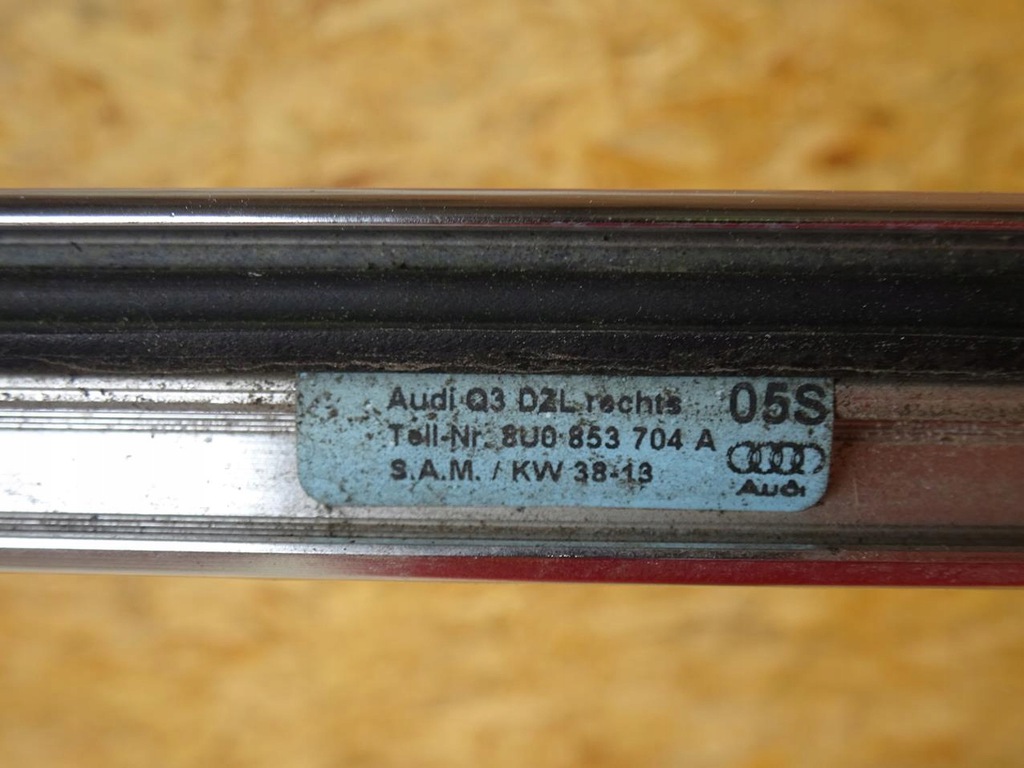 Audi Q3 DZL rechts 05S
Teil-Nr. 8U0 853 704 A
S.A.M. / KW 38-13
Audi